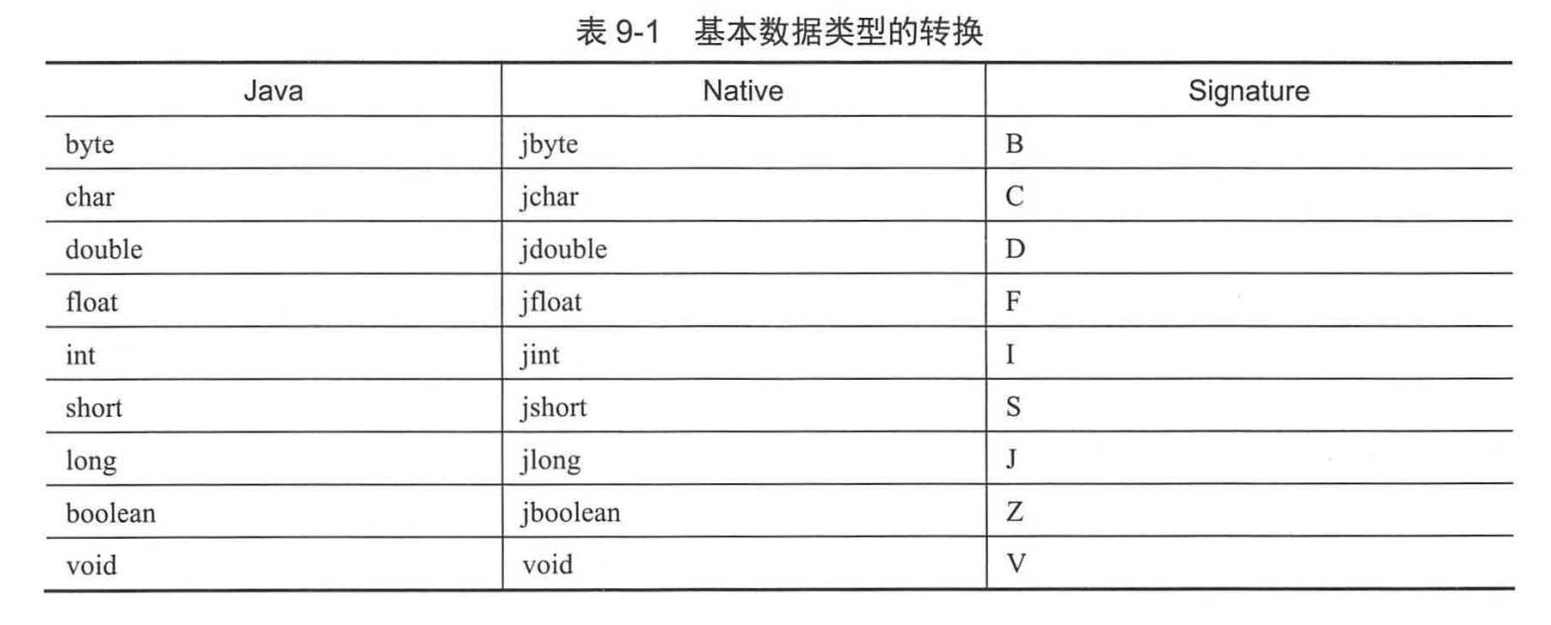 表 9-1 基本数据类型的转换
Java Native Signature
byte jbyte B
char jchar C
double jdouble D
float jfloat F
int jint I
short jshort S
long jlong J
boolean jboolean Z
void void V